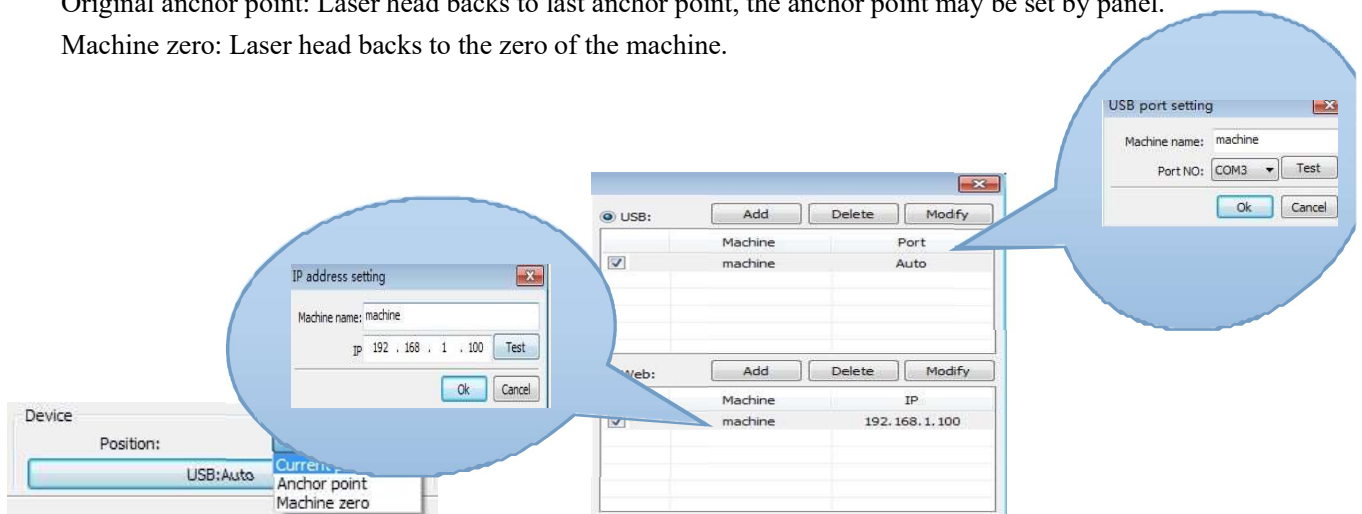 Original anchor point: Laser head backs to last anchor point, the anchor point may be set by panel.
Machine zero: Laser head backs to the zero of the machine.
USB port setting
Machine name: machine
Port NO: COM3 Test
Ok Cancel
USB: Add Delete Modify
Machine Port
machine Auto
IP address setting
Machine name: machine
IP 192 . 168 . 1 . 100 Test
Ok Cancel
Web: Add Delete Modify
Machine IP
machine 192.168.1.100
Device
Position:
USB:Auto
Current
Anchor point
Machine zero